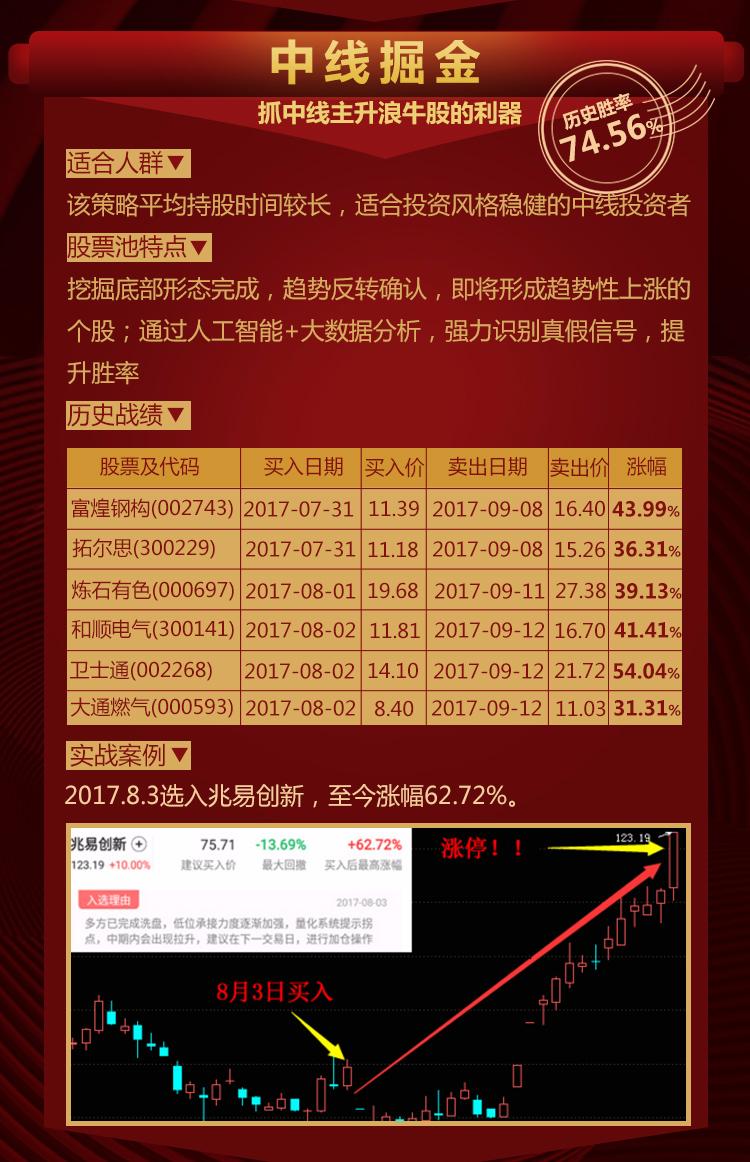 中线掘金
抓中线主升浪牛股的利器
历史胜率
74.56%
适合人群▼
该策略平均持股时间较长，适合投资风格稳健的中线投资者
股票池特点▼
挖掘底部形态完成，趋势反转确认，即将形成趋势性上涨的
个股；通过人工智能+大数据分析，强力识别真假信号，提
升胜率
历史战绩▼
股票及代码 买入日期 买入价 卖出日期 卖出价 涨幅
富煌钢构(002743) 2017-07-31 11.39 2017-09-08 16.40 43.99%
拓尔思(300229) 2017-07-31 11.18 2017-09-08 15.26 36.31%
炼石有色(000697) 2017-08-01 19.68 2017-09-11 27.38 39.13%
和顺电气(300141) 2017-08-02 11.81 2017-09-12 16.70 41.41%
卫士通(002268) 2017-08-02 14.10 2017-09-12 21.72 54.04%
大通燃气(000593) 2017-08-02 8.40 2017-09-12 11.03 31.31%
实战案例▼
2017.8.3选入兆易创新，至今涨幅62.72%。
兆易创新 75.71 -13.69% +62.72%
123.19 +10.00% 建议买入价 最大回撤 买入后最高涨幅
入选理由 2017-08-03
多方已完成洗盘，低位承接力度逐渐加强，量化系统提示拐
点，中期内会出现拉升，建议在下一交易日，进行加仓操作
123.19
涨停！！
8月3日买入